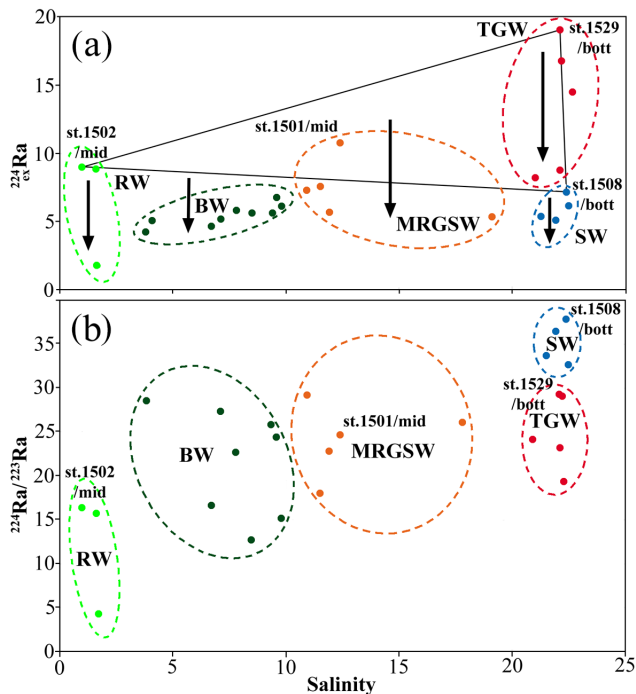 (a)
TGW
st.1529
/bott
st.1502
/mid
st.1501/mid
RW
BW
MRGSW
st.1508
/bott
SW
²²⁴ₑₓRa
20
15
10
5
0
(b)
st.1508
/bott
SW
st.1529
/bott
TGW
st.1501/mid
MRGSW
BW
st.1502
/mid
RW
²²⁴Ra/²²³Ra
35
30
25
20
15
10
5
0
0 5 10 15 20 25
Salinity